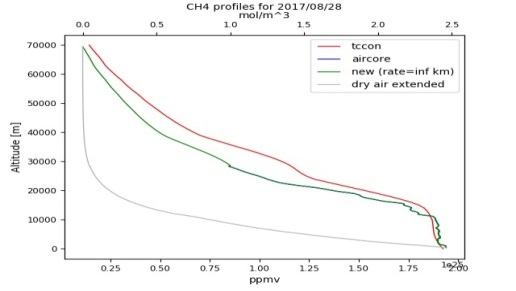 CH4 profiles for 2017/08/28
mol/m^3
0.0 0.5 1.0 1.5 2.0 2.5
70000
60000
50000
40000
30000
20000
10000
0
Altitude [m]
tccon
aircore
new (rate=inf km)
dry air extended
0.25 0.50 0.75 1.00 1.25 1.50 1.75 2.00
ppmv